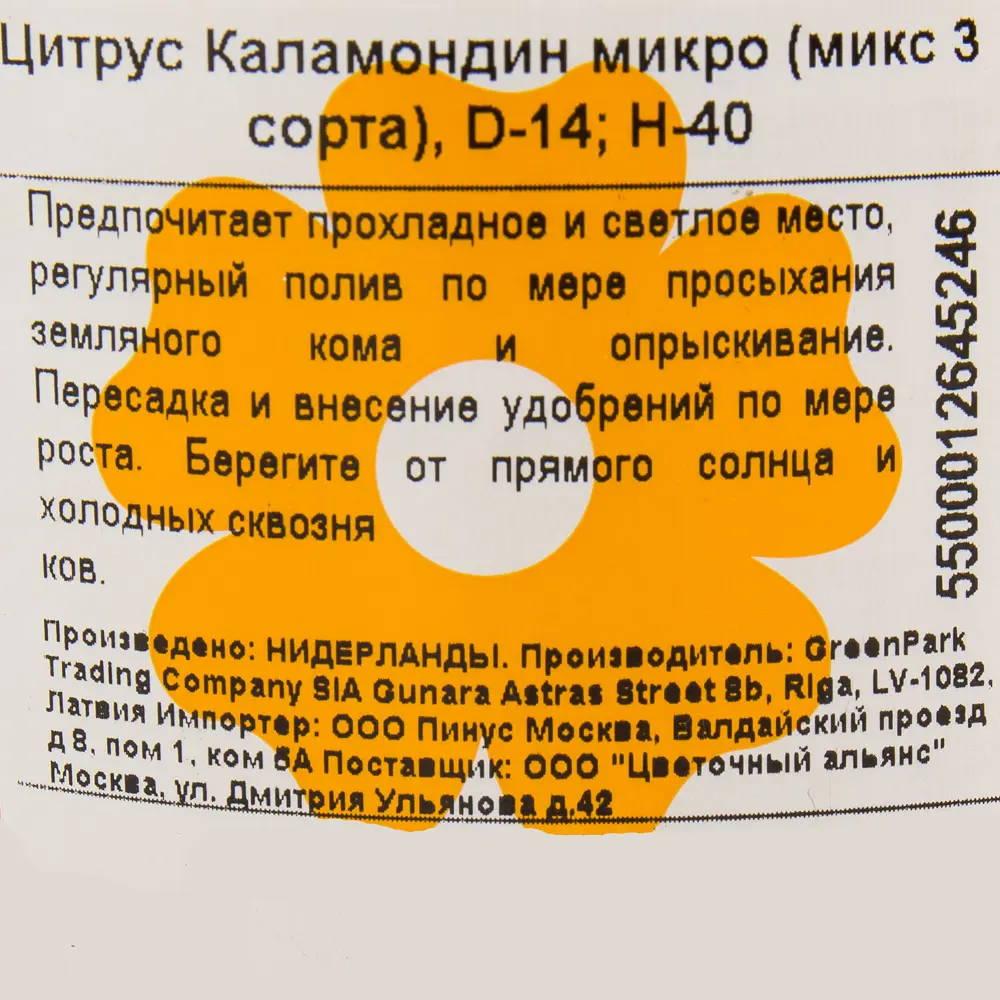 Цитрус Каламондин микро (микс 3
сорта), D-14; H-40
Предпочитает прохладное и светлое место,
регулярный полив по мере просыхания
земляного кома и опрыскивание.
Пересадка и внесение удобрений по мере
роста. Берегите от прямого солнца и
холодных сквозня
ков.
5500012645246
Произведено: НИДЕРЛАНДЫ. Производитель: GreenPark
Trading Company SIA Gunara Astras Street 8b, Riga, LV-1082,
Латвия Импортер: ООО Пинус Москва, Валдайский проезд
д 8, пом 1, ком 5А Поставщик: ООО "Цветочный альянс"
Москва, ул. Дмитрия Ульянова д.42